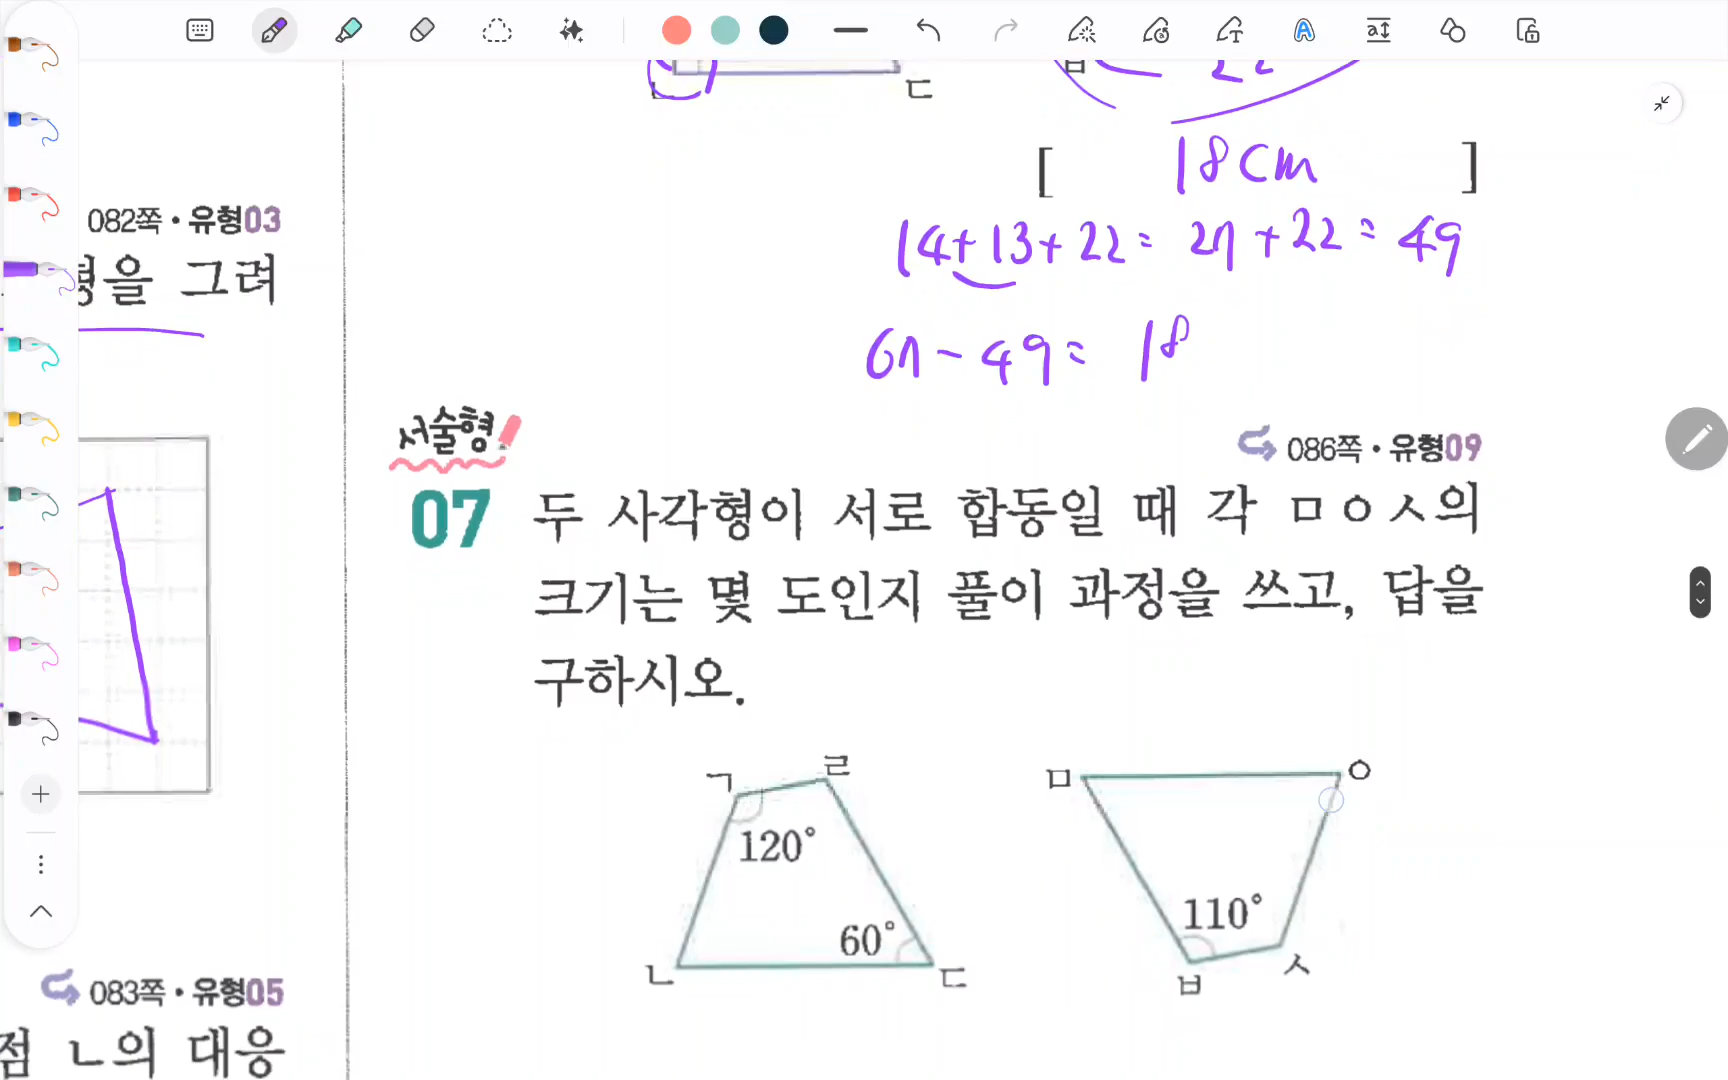 ㄷ
[ 18cm ]
14+13+22= 27+22=49
67-49= 18
082쪽·유형03
형을 그려
서술형
086쪽·유형09
07 두 사각형이 서로 합동일 때 각 ㅁㅇㅅ의
크기는 몇 도인지 풀이 과정을 쓰고, 답을
구하시오.
ㄱ ㄹ
120°
60°
ㄴ ㄷ
ㅁ ㅇ
110°
ㅂ ㅅ
083쪽·유형05
점 ㄴ의 대응